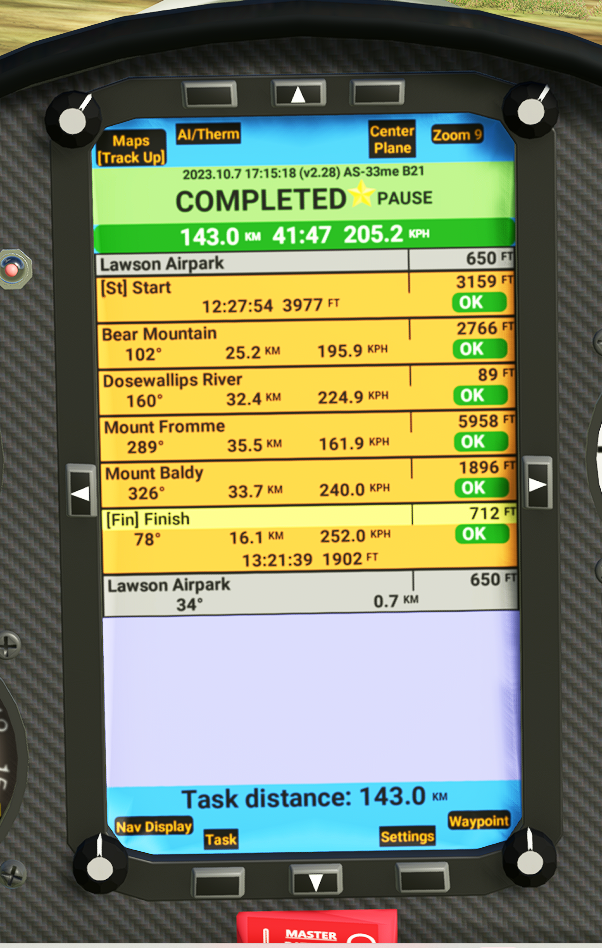 Maps
[Track Up]
AI/Therm
Center
Plane
Zoom 9
2023.10.7 17:15:18 (v2.28) AS-33me B21
COMPLETED PAUSE
143.0 KM 41:47 205.2 KPH
Lawson Airpark 650 FT
[St] Start 3159 FT
12:27:54 3977 FT OK
Bear Mountain 2766 FT
102° 25.2 KM 195.9 KPH OK
Dosewallips River 89 FT
160° 32.4 KM 224.9 KPH OK
Mount Fromme 5958 FT
289° 35.5 KM 161.9 KPH OK
Mount Baldy 1896 FT
326° 33.7 KM 240.0 KPH OK
[Fin] Finish 712 FT
78° 16.1 KM 252.0 KPH OK
13:21:39 1902 FT
Lawson Airpark 650 FT
34° 0.7 KM
Task distance: 143.0 KM
Nav Display
Task
Settings
Waypoint
MASTER